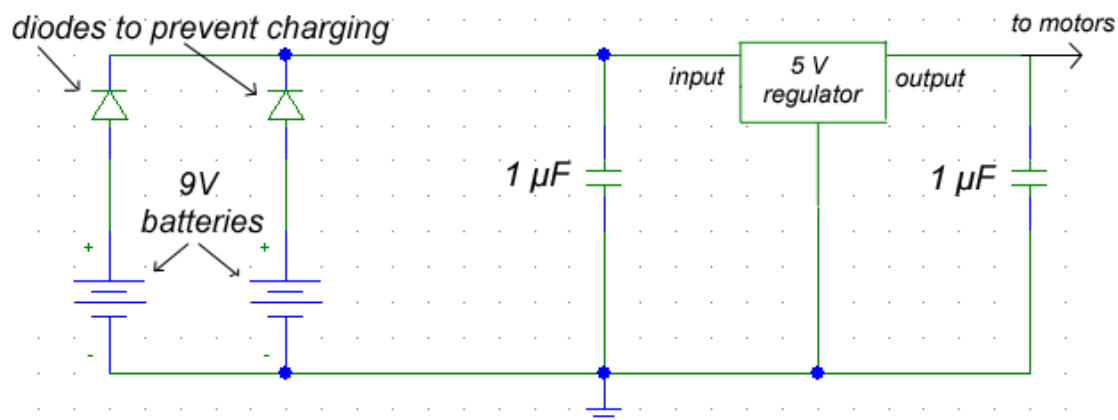 diodes to prevent charging
to motors
input
5 V
regulator
output
9V
batteries
1 µF
1 µF
+
+
-
-